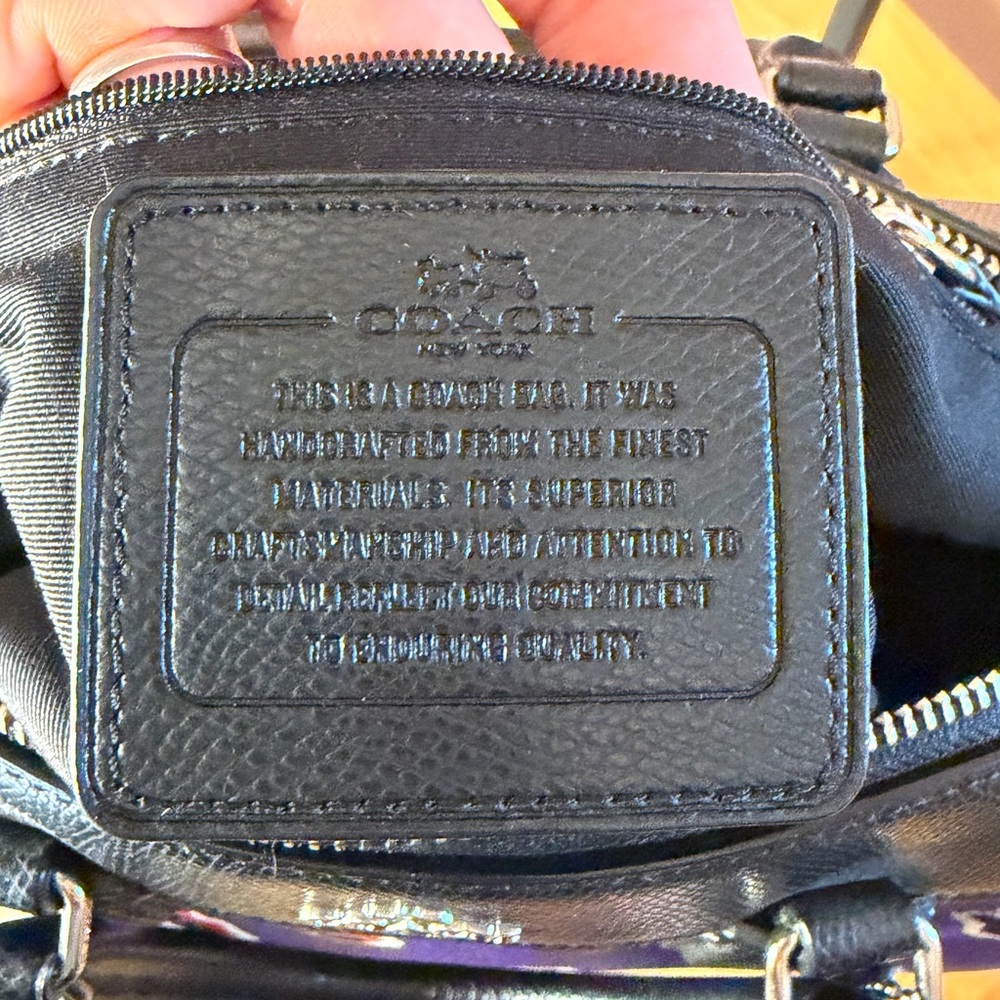 COACH
NEW YORK
THIS IS A COACH BAG. IT WAS
HANDCRAFTED FROM THE FINEST
MATERIALS. ITS SUPERIOR
CRAFTSMANSHIP AND ATTENTION TO
DETAIL REFLECT OUR COMMITMENT
TO ENDURING QUALITY.